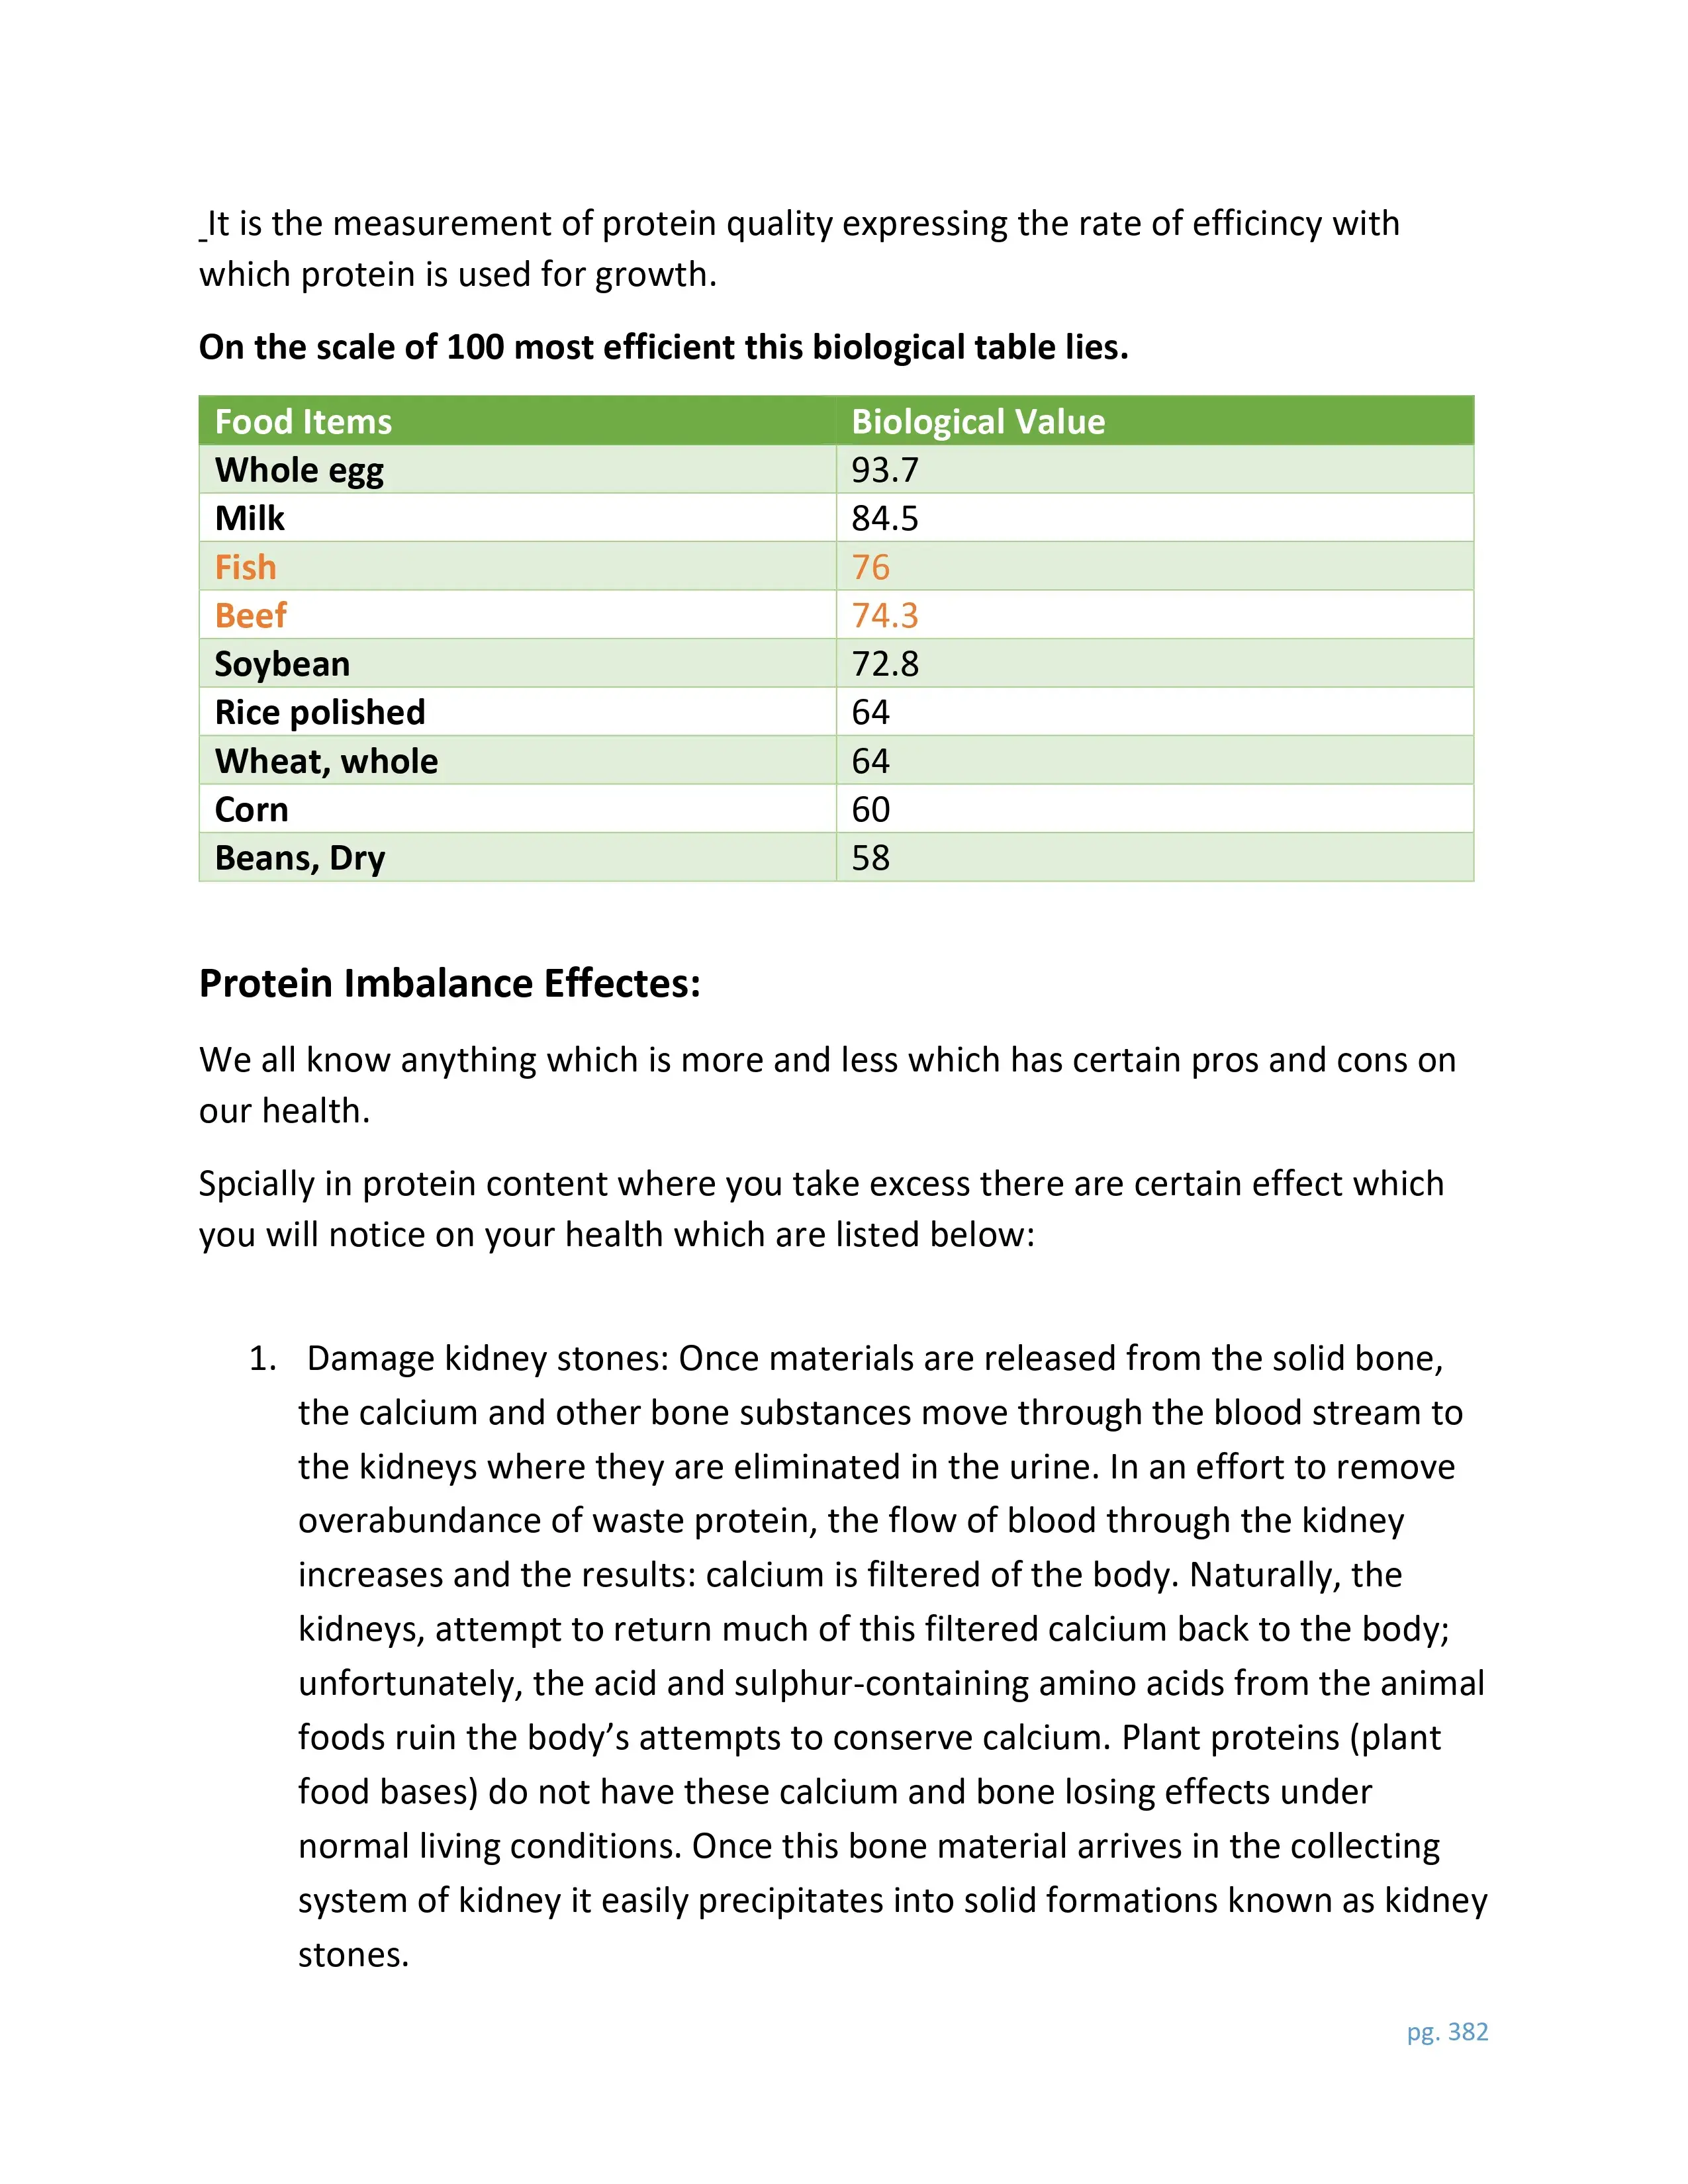 It is the measurement of protein quality expressing the rate of efficincy with
which protein is used for growth.
On the scale of 100 most efficient this biological table lies.
Food Items Biological Value
Whole egg 93.7
Milk 84.5
Fish 76
Beef 74.3
Soybean 72.8
Rice polished 64
Wheat, whole 64
Corn 60
Beans, Dry 58
Protein Imbalance Effectes:
We all know anything which is more and less which has certain pros and cons on
our health.
Spcially in protein content where you take excess there are certain effect which
you will notice on your health which are listed below:
1. Damage kidney stones: Once materials are released from the solid bone,
the calcium and other bone substances move through the blood stream to
the kidneys where they are eliminated in the urine. In an effort to remove
overabundance of waste protein, the flow of blood through the kidney
increases and the results: calcium is filtered of the body. Naturally, the
kidneys, attempt to return much of this filtered calcium back to the body;
unfortunately, the acid and sulphur-containing amino acids from the animal
foods ruin the body’s attempts to conserve calcium. Plant proteins (plant
food bases) do not have these calcium and bone losing effects under
normal living conditions. Once this bone material arrives in the collecting
system of kidney it easily precipitates into solid formations known as kidney
stones.
pg. 382